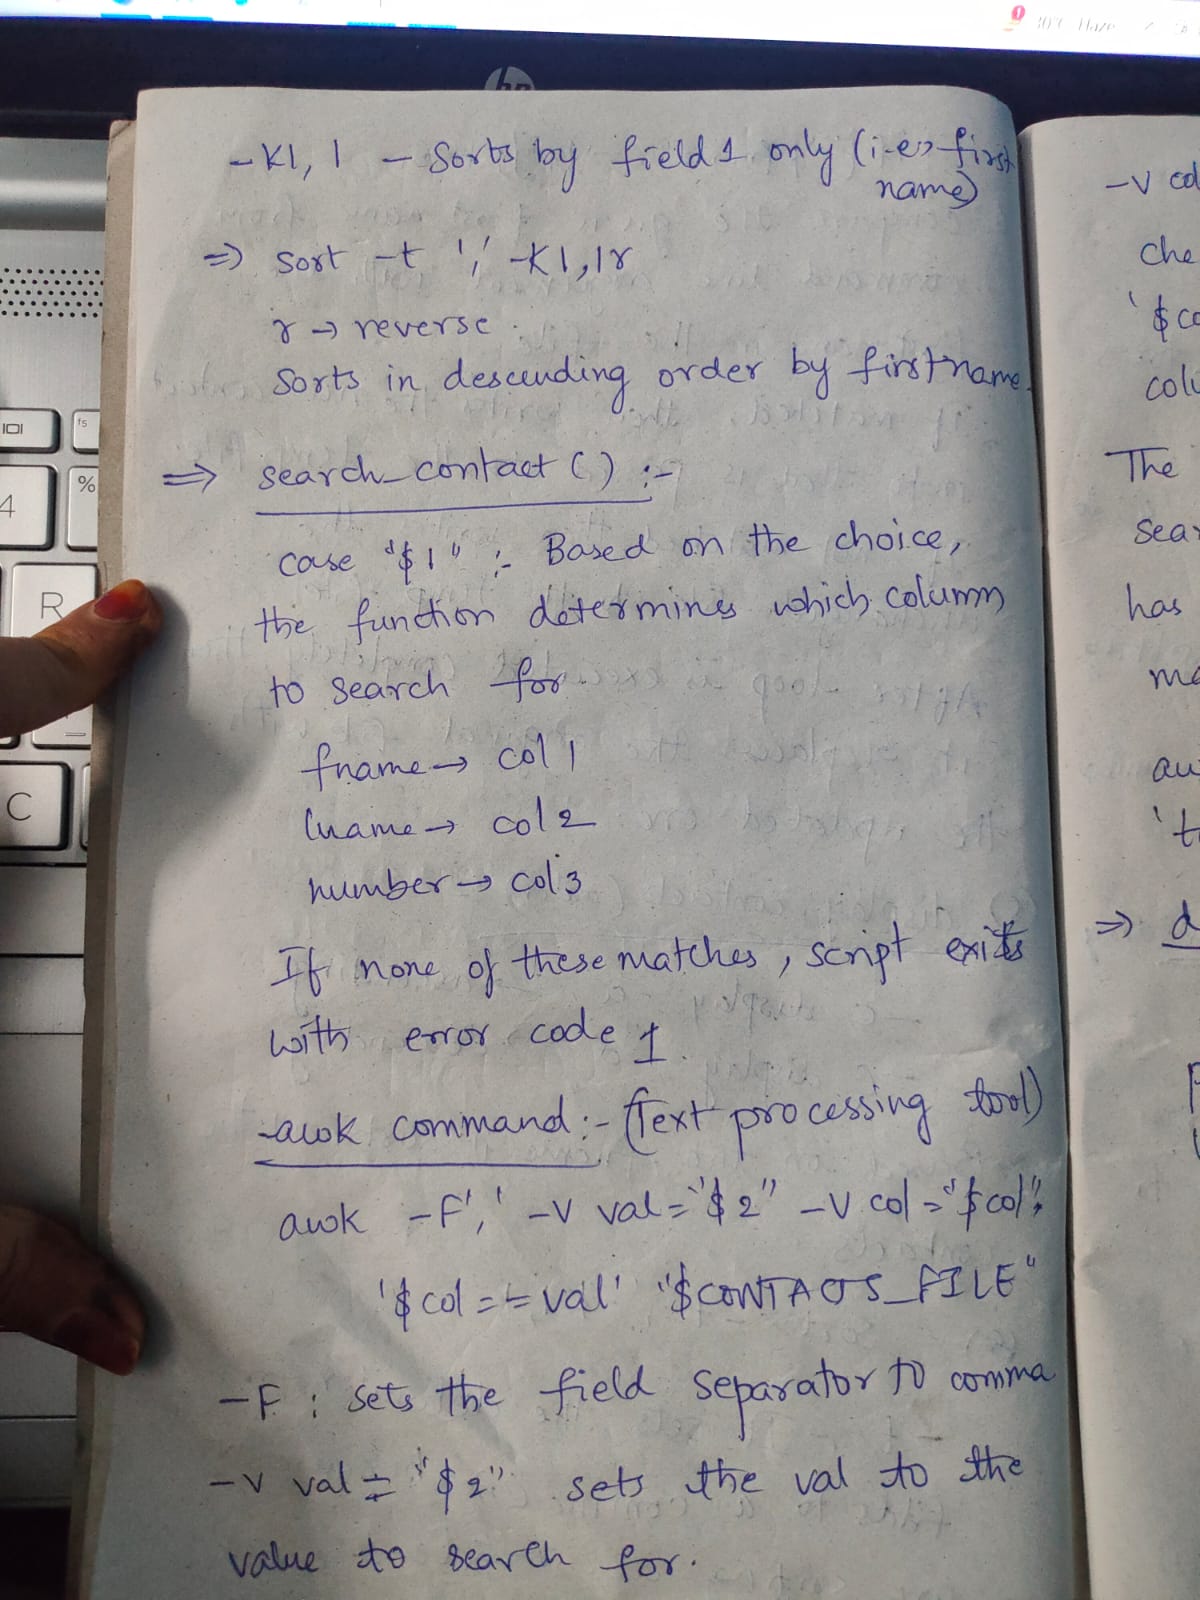 30°C Haze
hp
-K1, 1 - Sorts by field 1 only (i.e., first
name)
=> sort -t ',' -K1,1r
r → reverse
Sorts in descending order by firstname.
=> search_contact ( ) :-
case "$1" :- Based on the choice,
the function determines which column
to search for.
fname → col 1
lname → col 2
number → col 3
If none of these matches, script exits
with error code 1.
-awk command :- (Text processing tool)
awk -F',' -v val="$2" -v col="$col"
'$col == val' "$CONTACTS_FILE"
-F : sets the field separator to comma
-v val = "$2" sets the val to the
value to search for.
-v col
che
'$co
colu
The
sear
has
ma
aw
=> d
f5
4
%
R
C